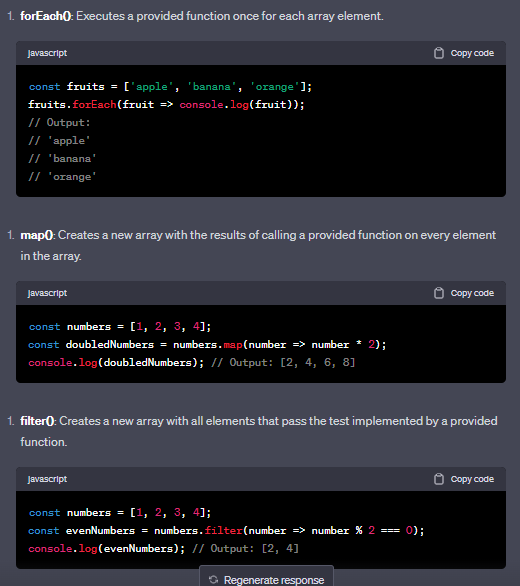 1. forEach(): Executes a provided function once for each array element.
javascript Copy code
const fruits = ['apple', 'banana', 'orange'];
fruits.forEach(fruit => console.log(fruit));
// Output:
// 'apple'
// 'banana'
// 'orange'
1. map(): Creates a new array with the results of calling a provided function on every element
in the array.
javascript Copy code
const numbers = [1, 2, 3, 4];
const doubledNumbers = numbers.map(number => number * 2);
console.log(doubledNumbers); // Output: [2, 4, 6, 8]
1. filter(): Creates a new array with all elements that pass the test implemented by a provided
function.
javascript Copy code
const numbers = [1, 2, 3, 4];
const evenNumbers = numbers.filter(number => number % 2 === 0);
console.log(evenNumbers); // Output: [2, 4]
Regenerate response